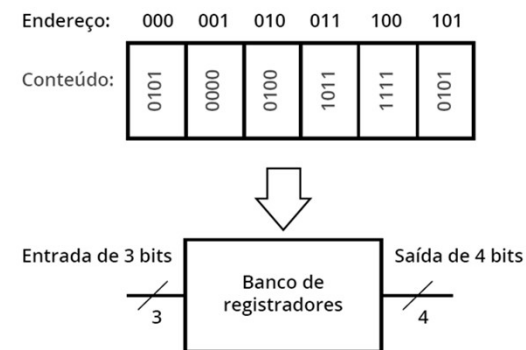 Endereço: 000 001 010 011 100 101
Conteúdo: 0101 0000 0100 1011 1111 0101
Entrada de 3 bits
Saída de 4 bits
Banco de
registradores
3
4